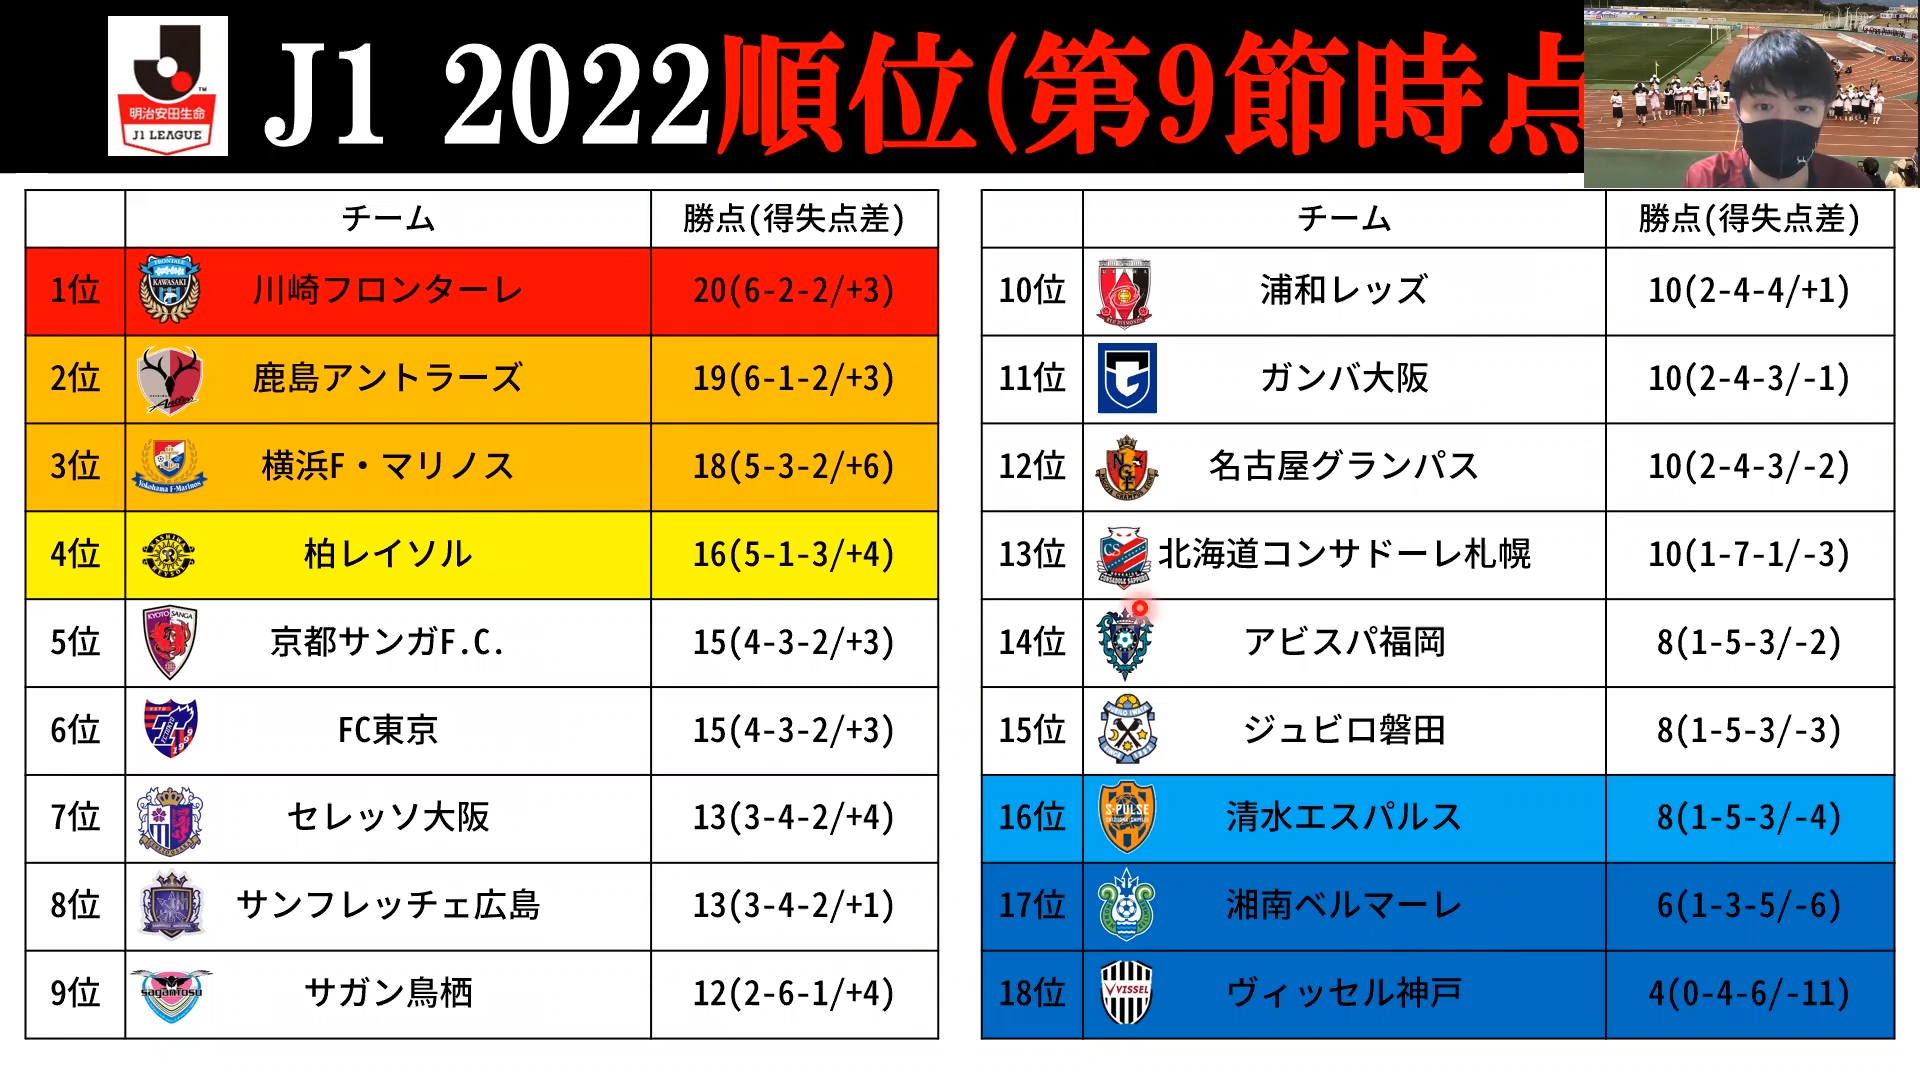 明治安田生命
J1 LEAGUE
TM
J1 2022順位(第9節時点
チーム 勝点(得失点差)
1位 川崎フロンターレ 20(6-2-2/+3)
2位 鹿島アントラーズ 19(6-1-2/+3)
3位 横浜F・マリノス 18(5-3-2/+6)
4位 柏レイソル 16(5-1-3/+4)
5位 京都サンガF.C. 15(4-3-2/+3)
6位 FC東京 15(4-3-2/+3)
7位 セレッソ大阪 13(3-4-2/+4)
8位 サンフレッチェ広島 13(3-4-2/+1)
9位 サガン鳥栖 12(2-6-1/+4)
チーム 勝点(得失点差)
10位 浦和レッズ 10(2-4-4/+1)
11位 ガンバ大阪 10(2-4-3/-1)
12位 名古屋グランパス 10(2-4-3/-2)
13位 北海道コンサドーレ札幌 10(1-7-1/-3)
14位 アビスパ福岡 8(1-5-3/-2)
15位 ジュビロ磐田 8(1-5-3/-3)
16位 S-PULSE 清水エスパルス 8(1-5-3/-4)
17位 湘南ベルマーレ 6(1-3-5/-6)
18位 VISSEL ヴィッセル神戸 4(0-4-6/-11)